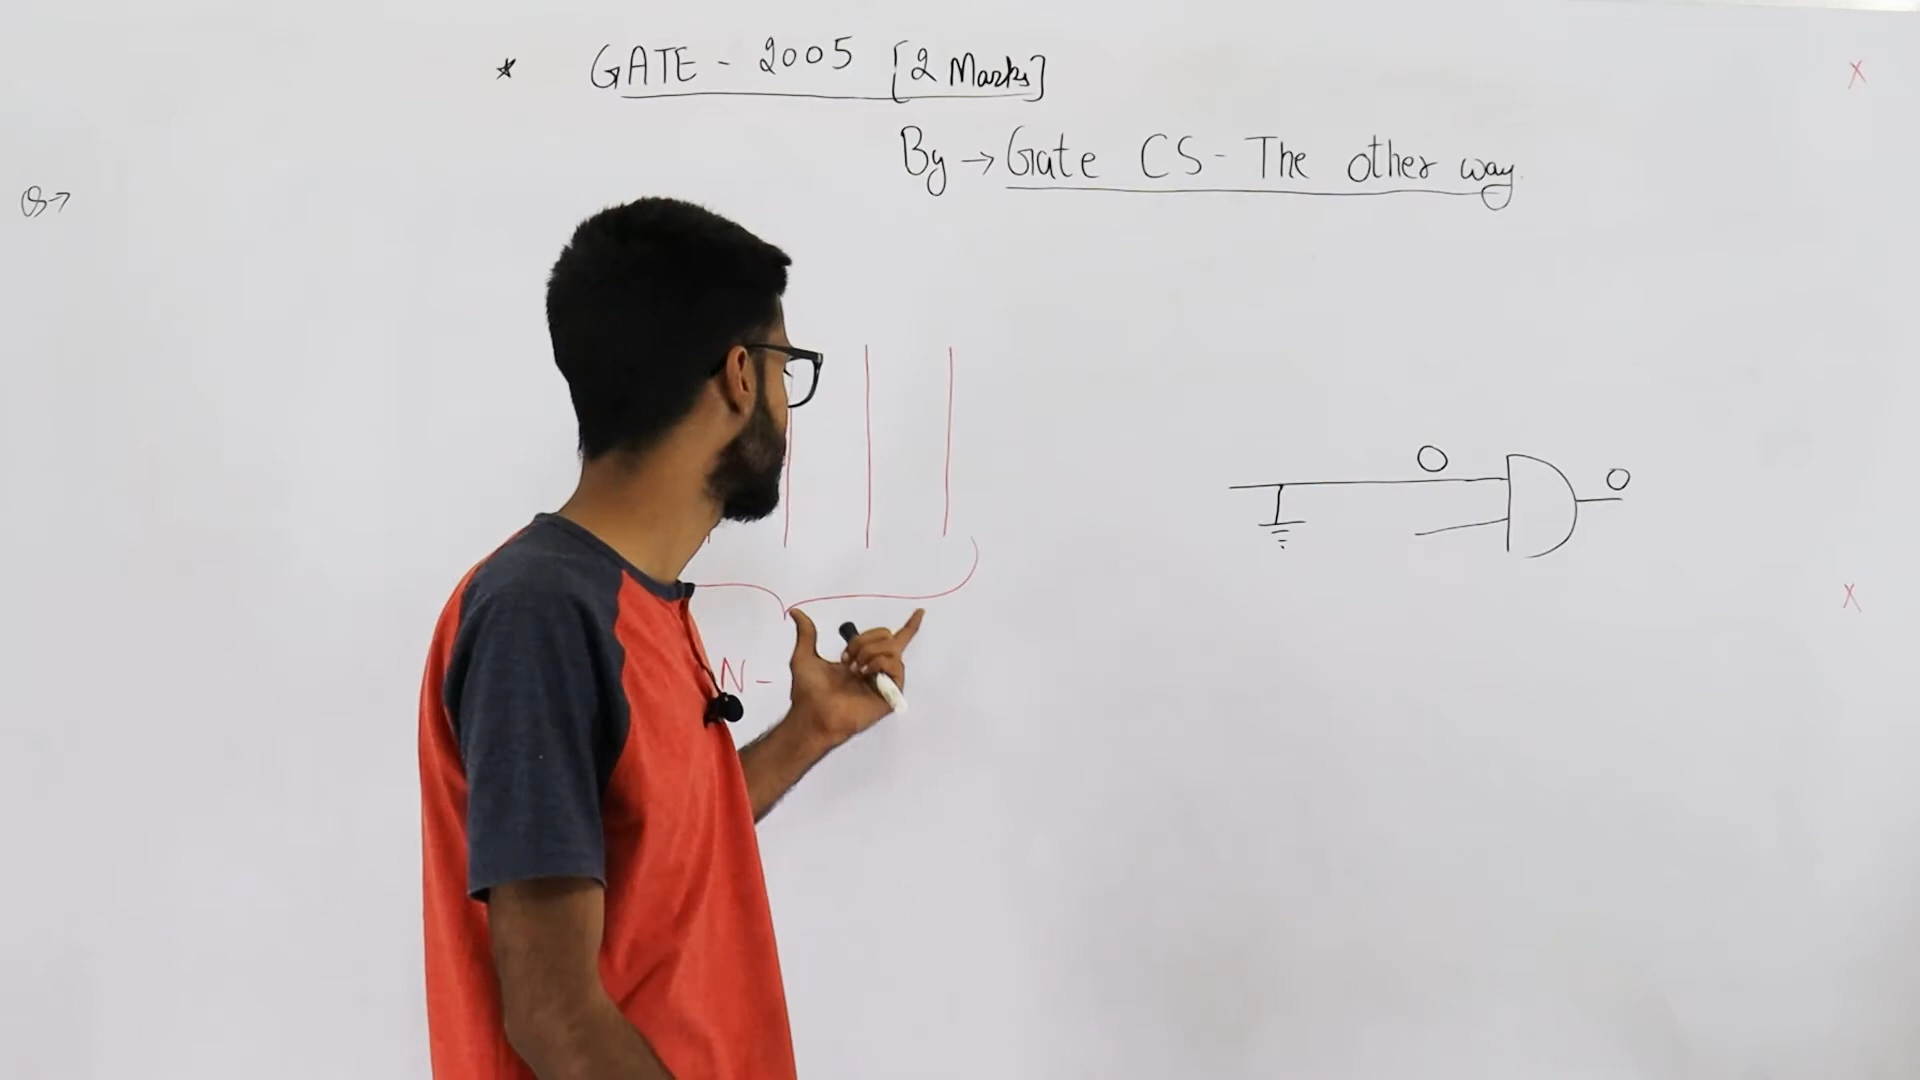 * GATE - 2005 [2 Marks]
By → Gate CS - The other way.
Q →
0
0
N -
X
X